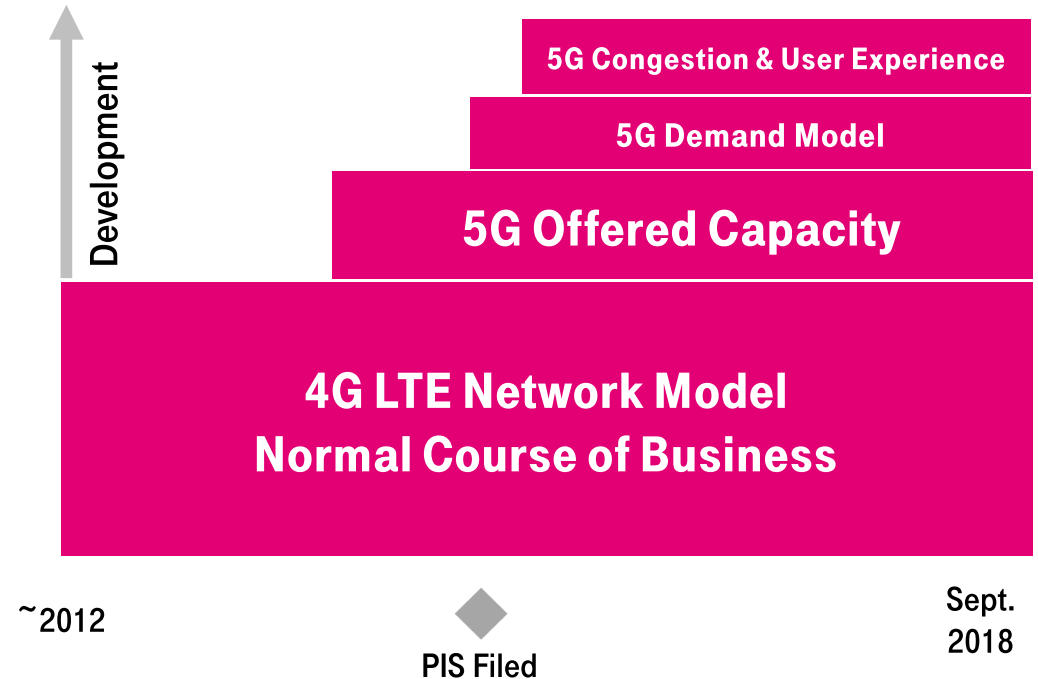 5G Congestion & User Experience
5G Demand Model
Development
5G Offered Capacity
4G LTE Network Model
Normal Course of Business
~2012
PIS Filed
Sept.
2018